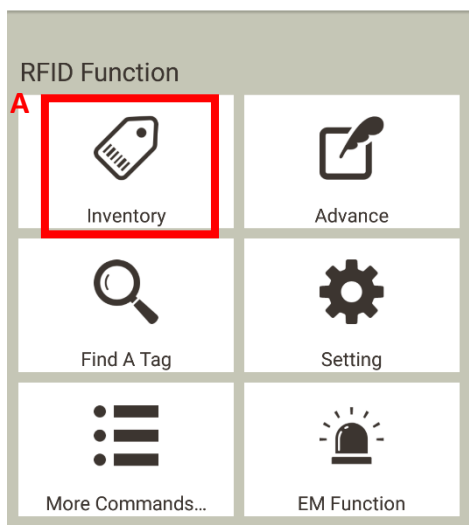 RFID Function
A
Inventory
Advance
Find A Tag
Setting
More Commands...
EM Function